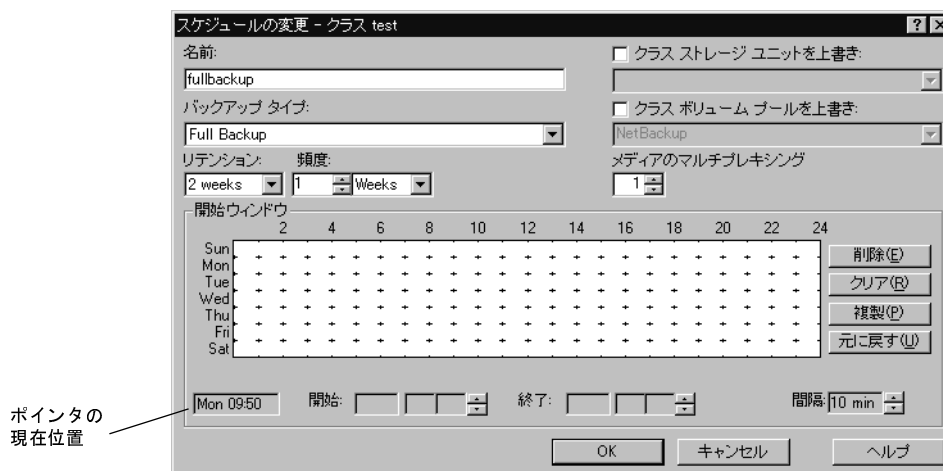 スケジュールの変更 - クラス test
名前:
fullbackup
クラス ストレージ ユニットを上書き:
バックアップ タイプ:
Full Backup
クラス ボリューム プールを上書き:
NetBackup
リテンション: 頻度:
2 weeks 1 Weeks
メディアのマルチプレキシング
1
開始ウィンドウ
2 4 6 8 10 12 14 16 18 20 22 24
Sun
Mon
Tue
Wed
Thu
Fri
Sat
削除(E)
クリア(R)
複製(P)
元に戻す(U)
Mon 09:50 開始: 終了: 間隔: 10 min
ポインタの
現在位置
OK キャンセル ヘルプ